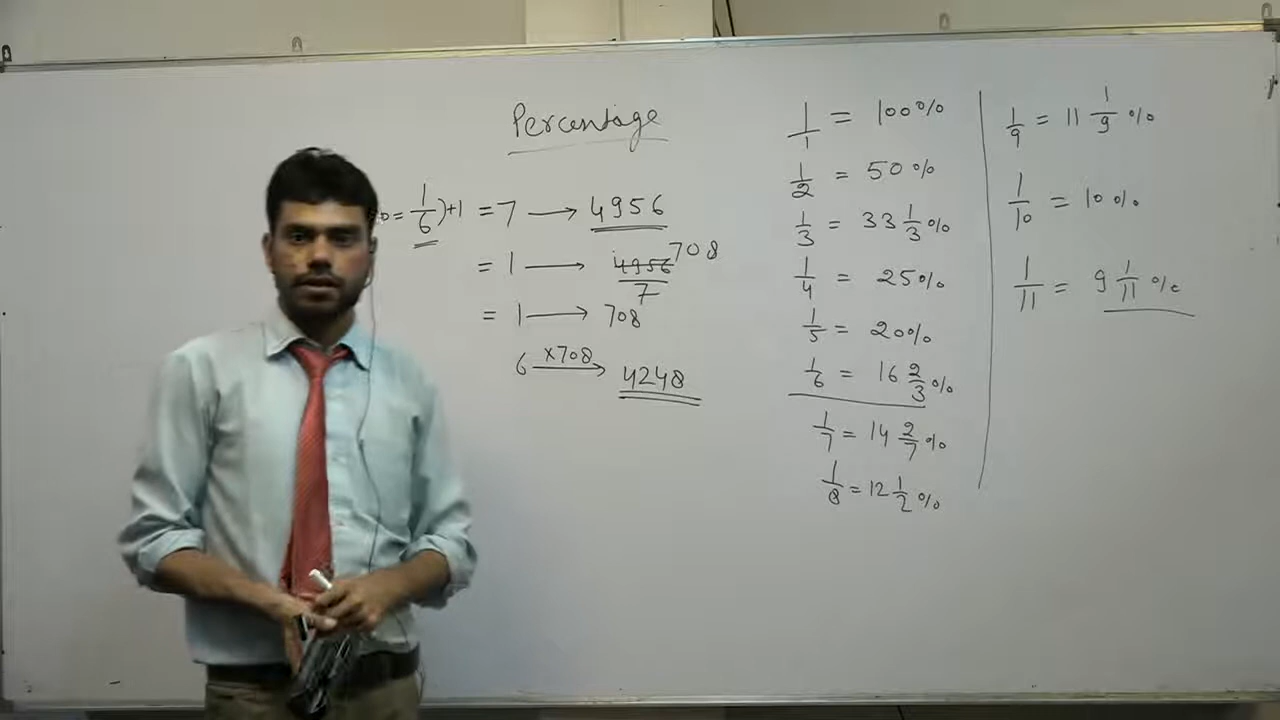 Percentage
0 = 1/6) + 1 = 7 → 4956
= 1 → 4956/7 708
= 1 → 708
6 ×708 → 4248
1/1 = 100%
1/2 = 50%
1/3 = 33 1/3%
1/4 = 25%
1/5 = 20%
1/6 = 16 2/3%
1/7 = 14 2/7%
1/8 = 12 1/2%
1/9 = 11 1/9%
1/10 = 10%
1/11 = 9 1/11%